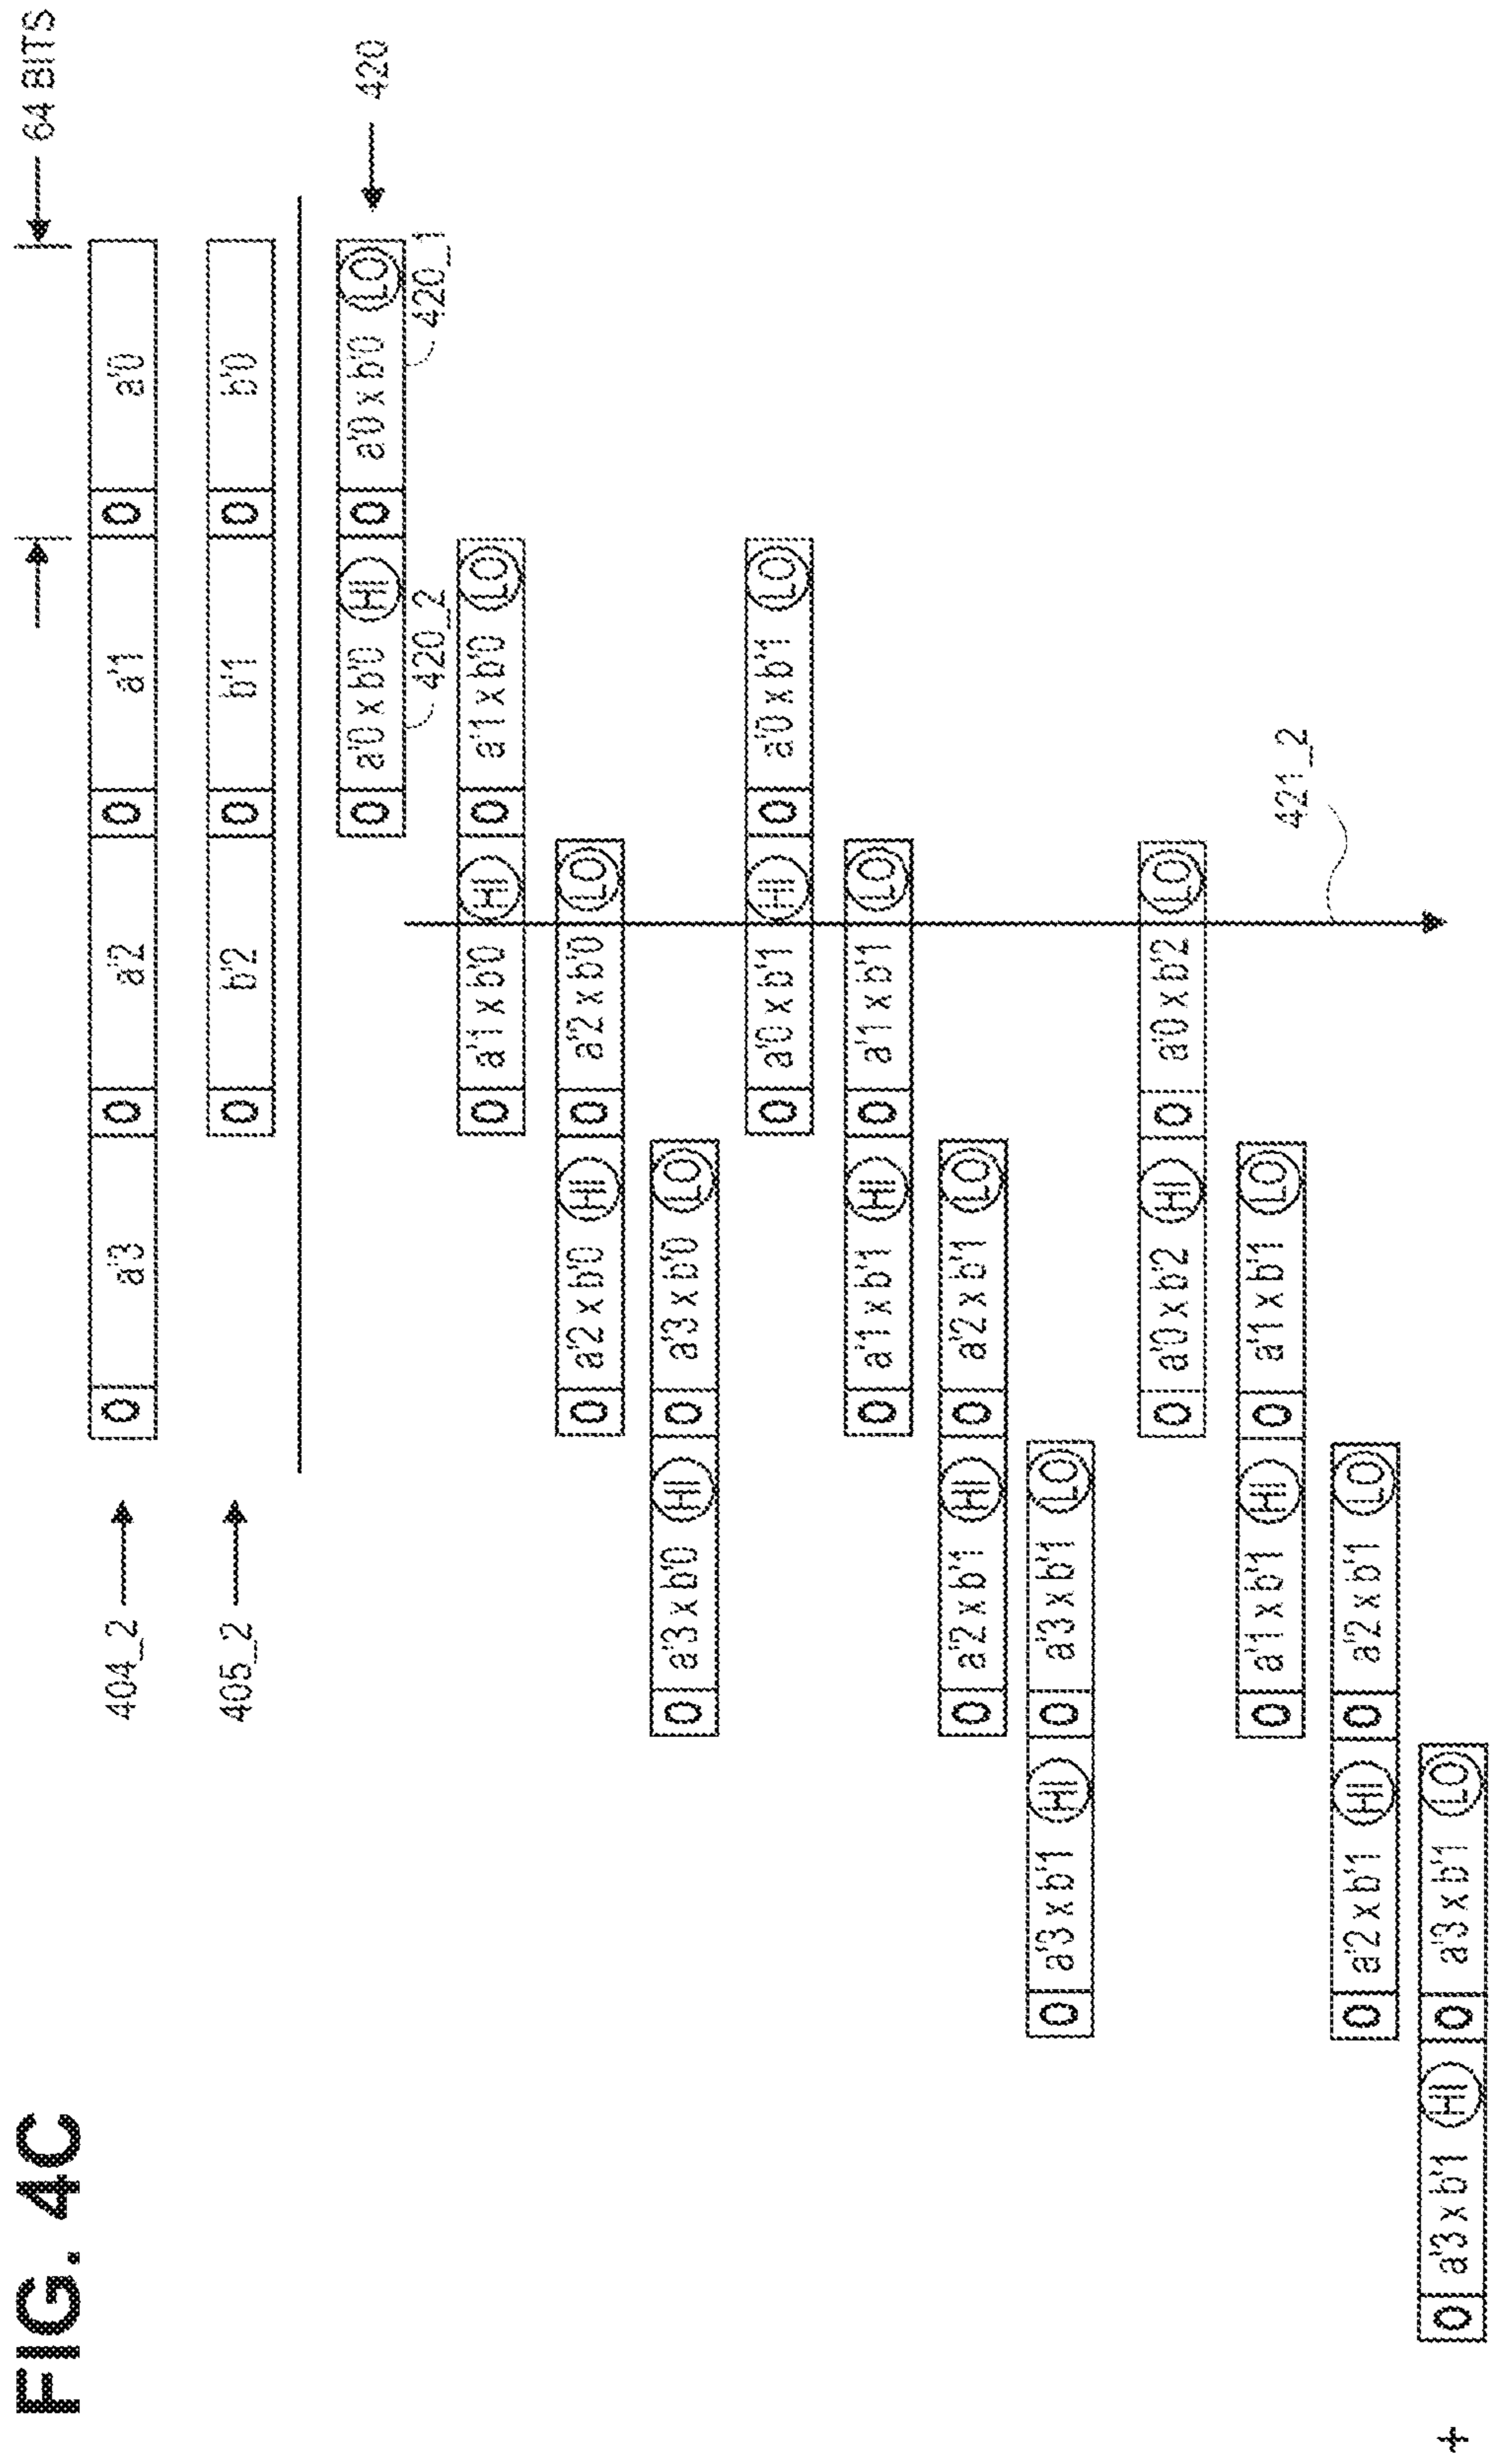 FIG. 4C
64 BITS
404_2
0 a'3 0 a'2 0 a'1 0 a'0
405_2
0 b'2 0 b'1 0 b'0
0 a'0 x b'0 HI 0 a'0 x b'0 LO
420
420_2 420_1
0 a'1 x b'0 HI 0 a'1 x b'0 LO
0 a'2 x b'0 HI 0 a'2 x b'0 LO
0 a'3 x b'0 HI 0 a'3 x b'0 LO
0 a'0 x b'1 HI 0 a'0 x b'1 LO
0 a'1 x b'1 HI 0 a'1 x b'1 LO
0 a'2 x b'1 HI 0 a'2 x b'1 LO
0 a'3 x b'1 HI 0 a'3 x b'1 LO
0 a'0 x b'2 HI 0 a'0 x b'2 LO
0 a'1 x b'1 HI 0 a'1 x b'1 LO
421_2
0 a'2 x b'1 HI 0 a'2 x b'1 LO
+ 0 a'3 x b'1 HI 0 a'3 x b'1 LO